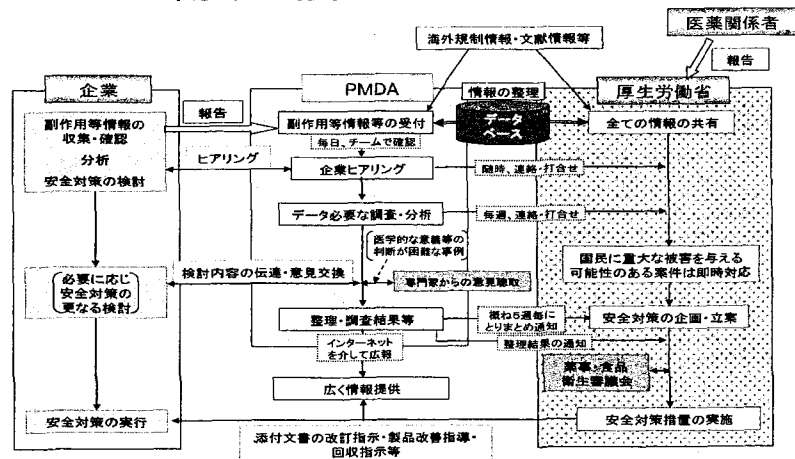 医薬関係者
海外規制情報・文献情報等
報告
企業
PMDA
情報の整理
厚生労働省
報告
副作用等情報の
収集・確認
分析
安全対策の検討
副作用等情報等の受付
データ
ベース
全ての情報の共有
毎日、チームで確認
ヒアリング
企業ヒアリング
随時、連絡・打合せ
データ必要な調査・分析
毎週、連絡・打合せ
医学的な意義等の
判断が困難な事例
国民に重大な被害を与える
可能性のある案件は即時対応
必要に応じ
安全対策の
更なる検討
検討内容の伝達・意見交換
専門家からの意見聴取
整理・調査結果等
概ね5週毎に
とりまとめ通知
安全対策の企画・立案
インターネット
を介して広報
整理結果の通知
薬事・食品
衛生審議会
広く情報提供
安全対策の実行
安全対策措置の実施
添付文書の改訂指示・製品改善指導・
回収指示等